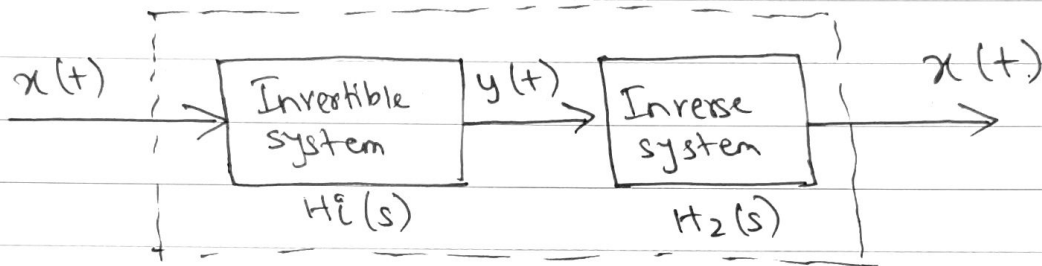 x(t)
Invertible
system
y(t)
Inverse
system
x(t)
Hi(s)
H2(s)